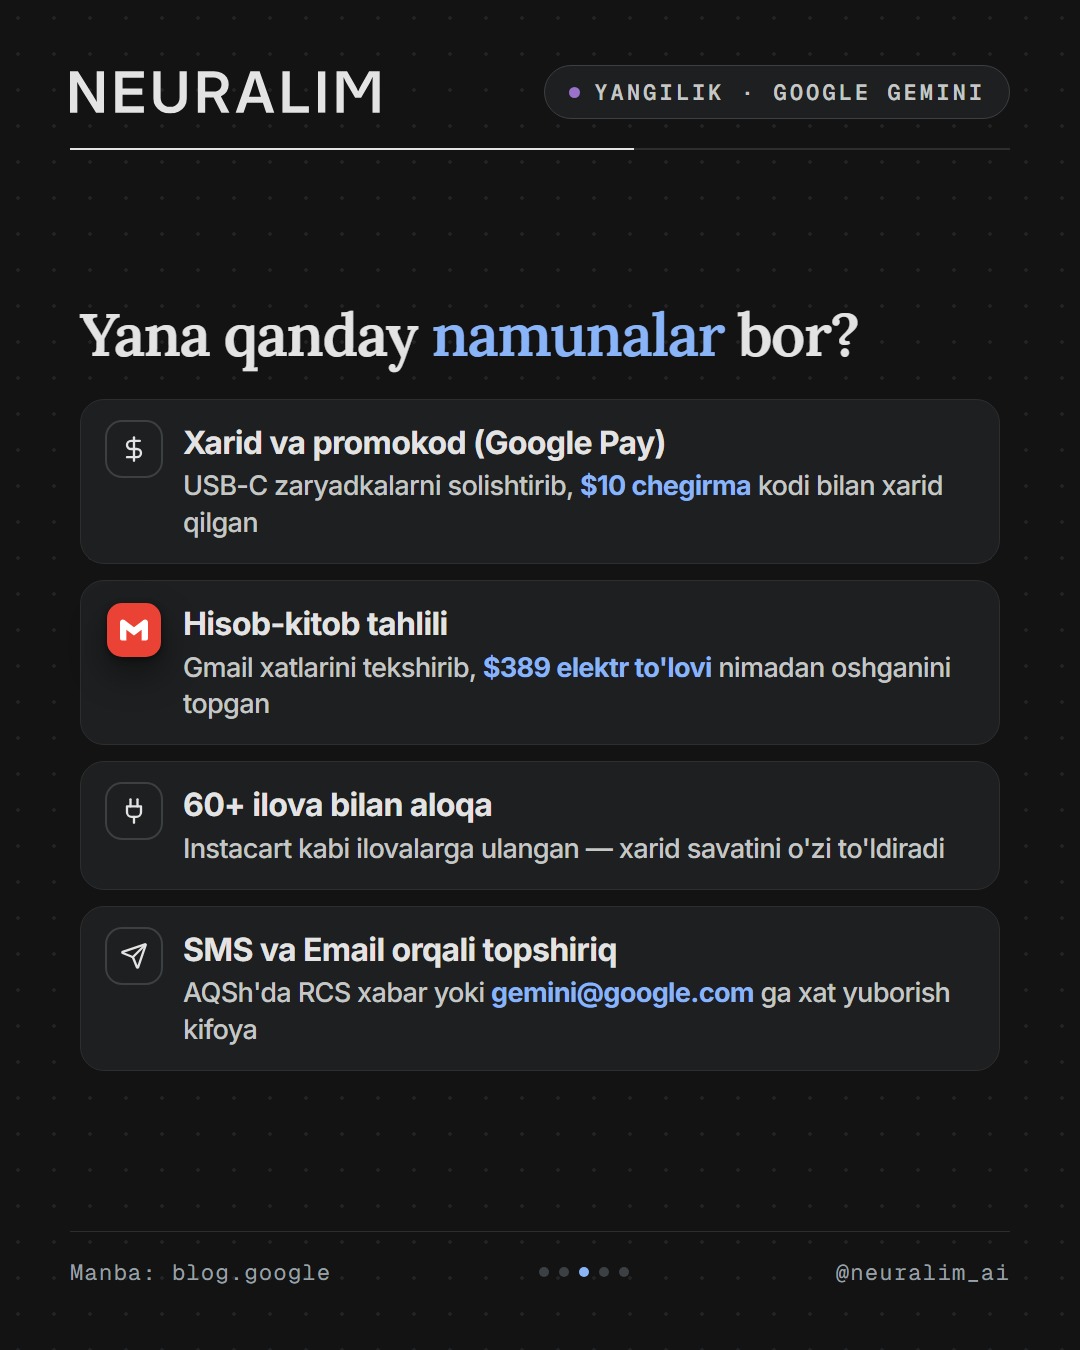 NEURALIM
YANGILIK · GOOGLE GEMINI
Yana qanday namunalar bor?
Xarid va promokod (Google Pay)
USB-C zaryadkalarni solishtirib, $10 chegirma kodi bilan xarid
qilgan
Hisob-kitob tahlili
Gmail xatlarini tekshirib, $389 elektr to'lovi nimadan oshganini
topgan
60+ ilova bilan aloqa
Instacart kabi ilovalarga ulangan — xarid savatini o'zi to'ldiradi
SMS va Email orqali topshiriq
AQSh'da RCS xabar yoki gemini@google.com ga xat yuborish
kifoya
Manba: blog.google
@neuralim_ai